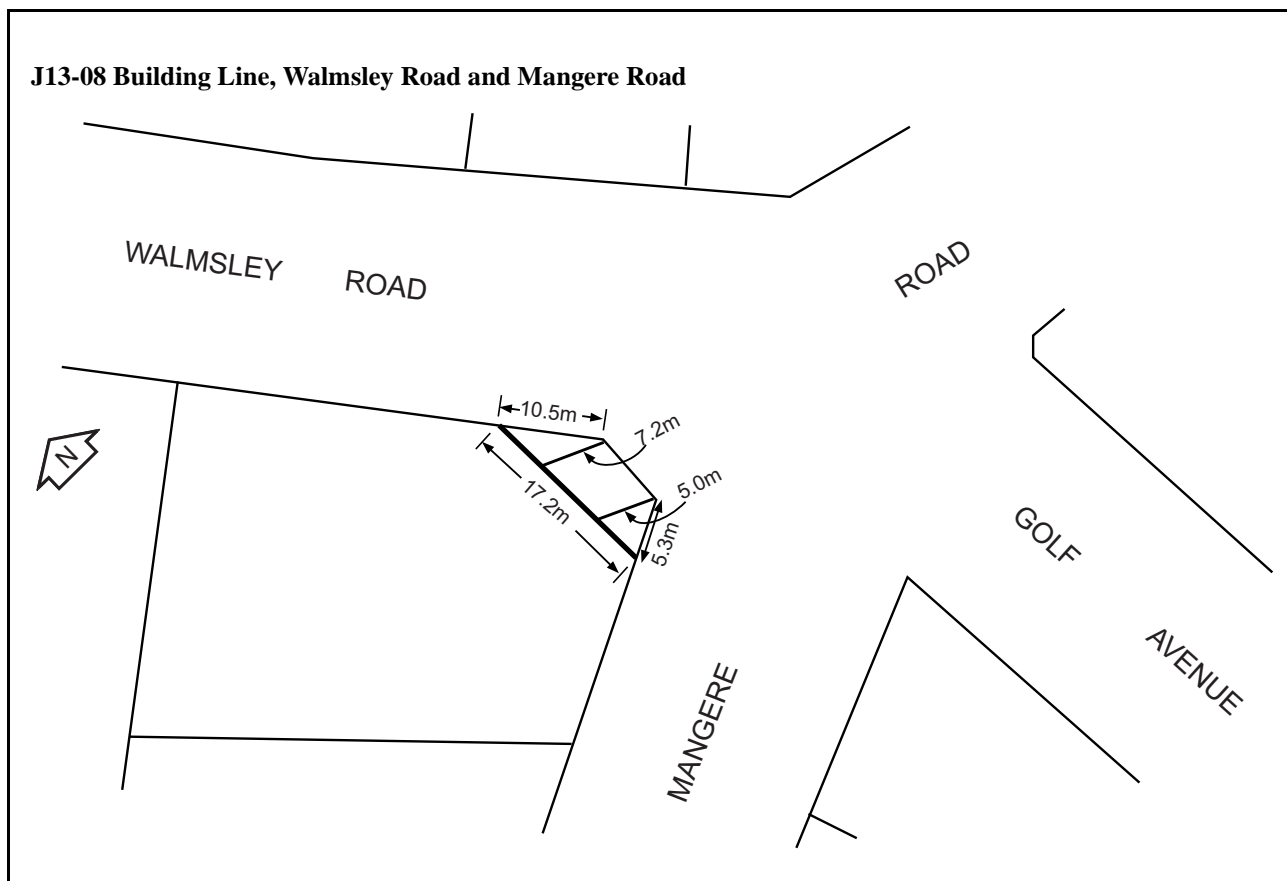 J13-08 Building Line, Walmsley Road and Mangere Road
WALMSLEY ROAD
ROAD
N
10.5m
7.2m
5.0m
17.2m
5.3m
GOLF
AVENUE
MANGERE